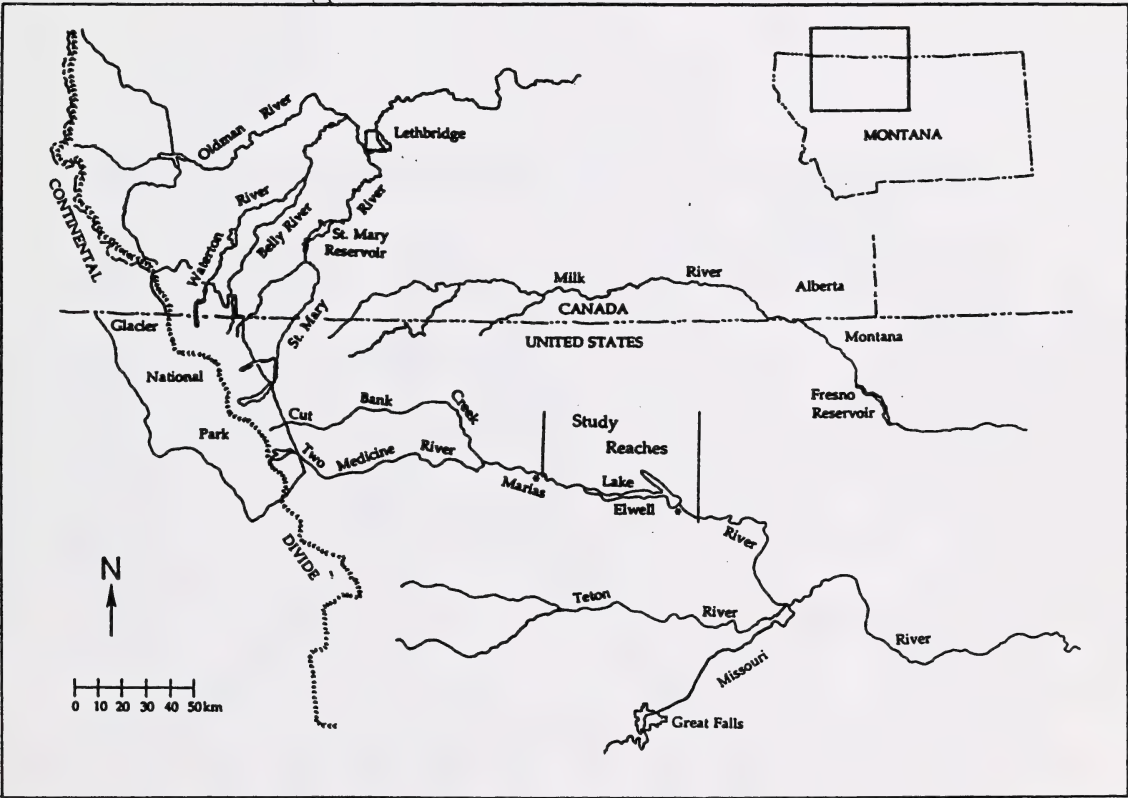 Oldman River
Lethbridge
MONTANA
CONTINENTAL
Waterton River
Belly River
River
St. Mary
Reservoir
Milk River
Alberta
CANADA
Glacier
St. Mary
UNITED STATES
Montana
National
Fresno
Reservoir
Park
Cut Bank Creek
Study
Reaches
Two Medicine River
Marias
Lake
Elwell
River
DIVIDE
N
Teton River
River
Missouri
0 10 20 30 40 50km
Great Falls